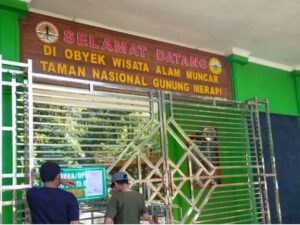 SELAMAT DATANG
DI OBYEK WISATA ALAM MUNCAR
TAMAN NASIONAL GUNUNG MERAPI